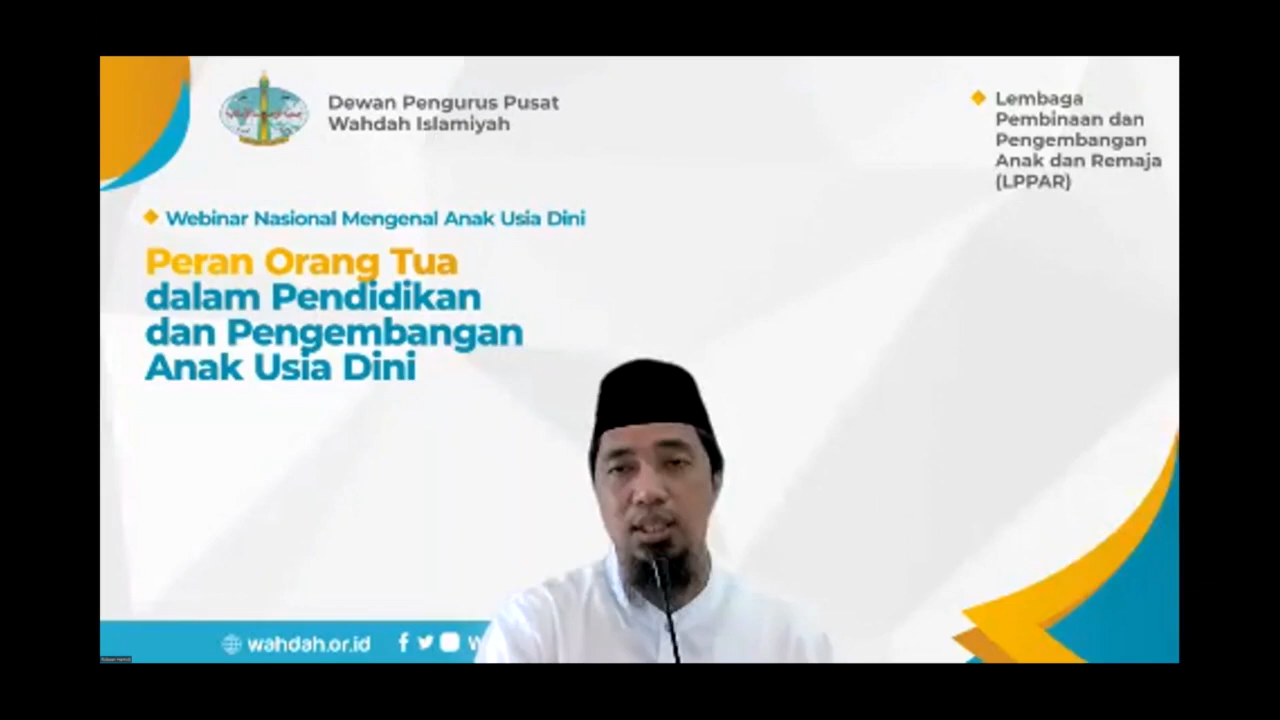 Dewan Pengurus Pusat
Wahdah Islamiyah
Lembaga
Pembinaan dan
Pengembangan
Anak dan Remaja
(LPPAR)
Webinar Nasional Mengenal Anak Usia Dini
Peran Orang Tua
dalam Pendidikan
dan Pengembangan
Anak Usia Dini
wahdah.or.id